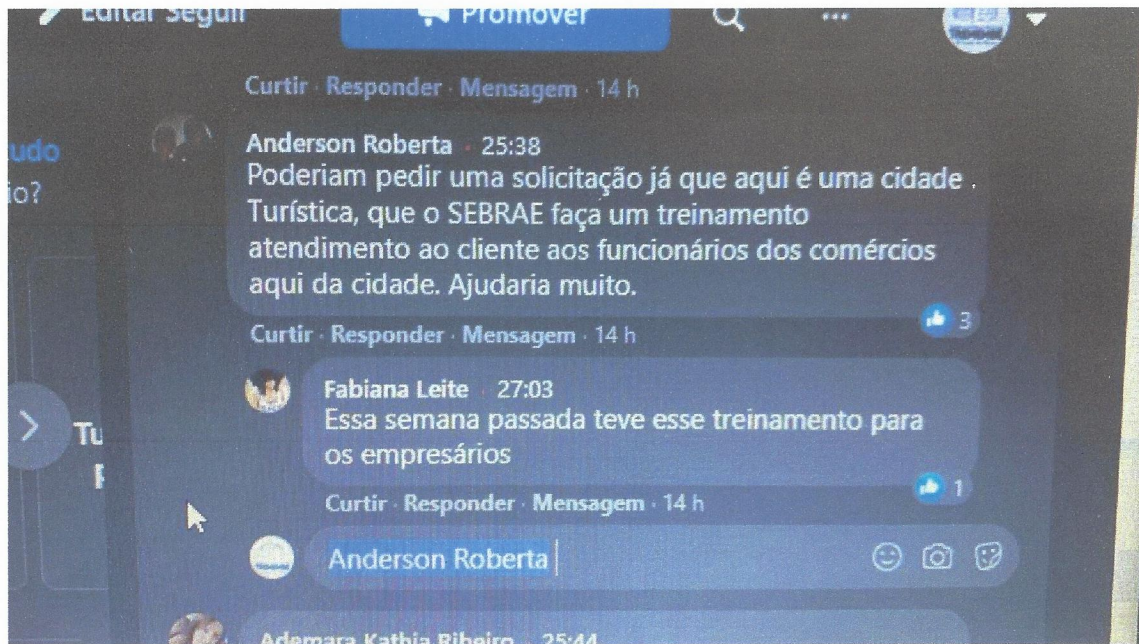 Editar Seguir
Promover
Curtir · Responder · Mensagem · 14 h
udo
io?
Anderson Roberta · 25:38
Poderiam pedir uma solicitação já que aqui é uma cidade .
Turística, que o SEBRAE faça um treinamento
atendimento ao cliente aos funcionários dos comércios
aqui da cidade. Ajudaria muito.
3
Curtir · Responder · Mensagem · 14 h
Fabiana Leite · 27:03
Essa semana passada teve esse treinamento para
os empresários
1
Tu
Curtir · Responder · Mensagem · 14 h
Anderson Roberta
Ademara Kathia Ribeiro · 25:44